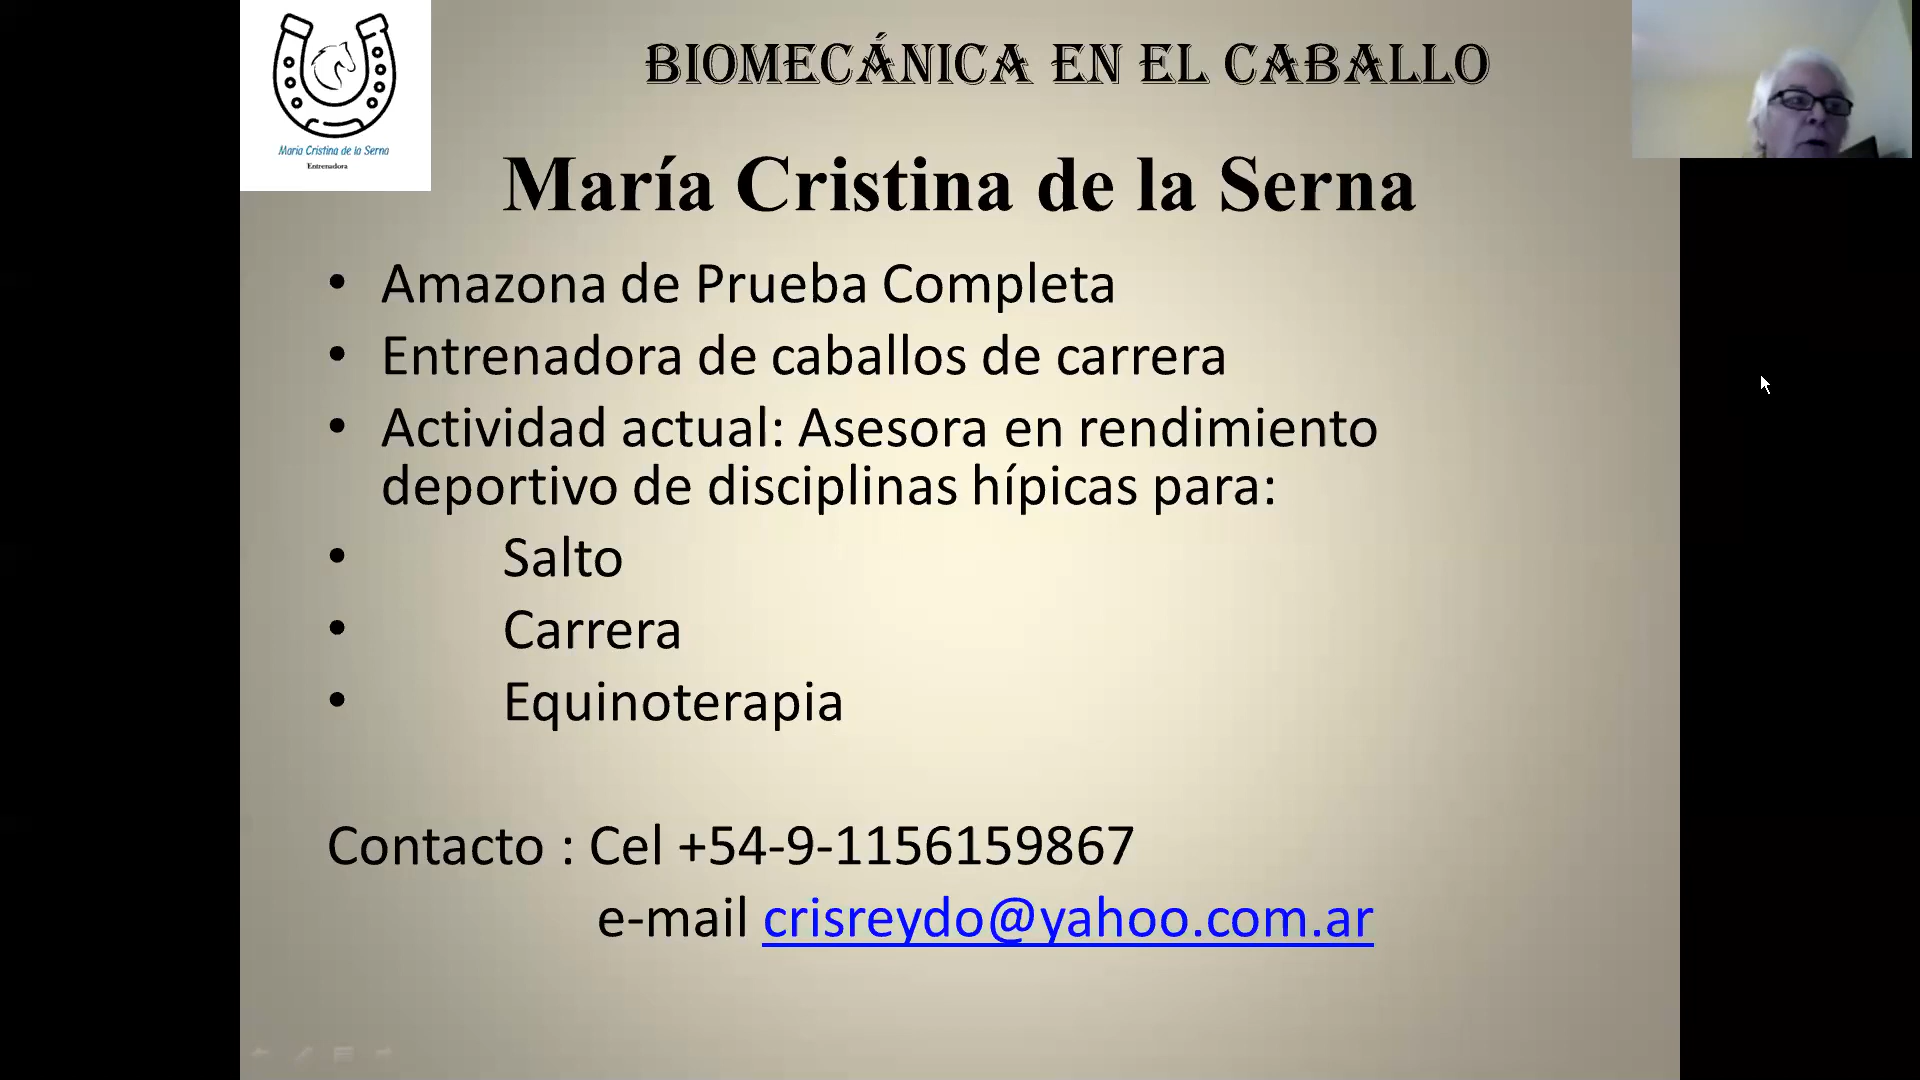 BIOMECÁNICA EN EL CABALLO
Maria Cristina de la Serna
Entrenadora
María Cristina de la Serna
• Amazona de Prueba Completa
• Entrenadora de caballos de carrera
• Actividad actual: Asesora en rendimiento
deportivo de disciplinas hípicas para:
• Salto
• Carrera
• Equinoterapia
Contacto : Cel +54-9-1156159867
e-mail crisreydo@yahoo.com.ar